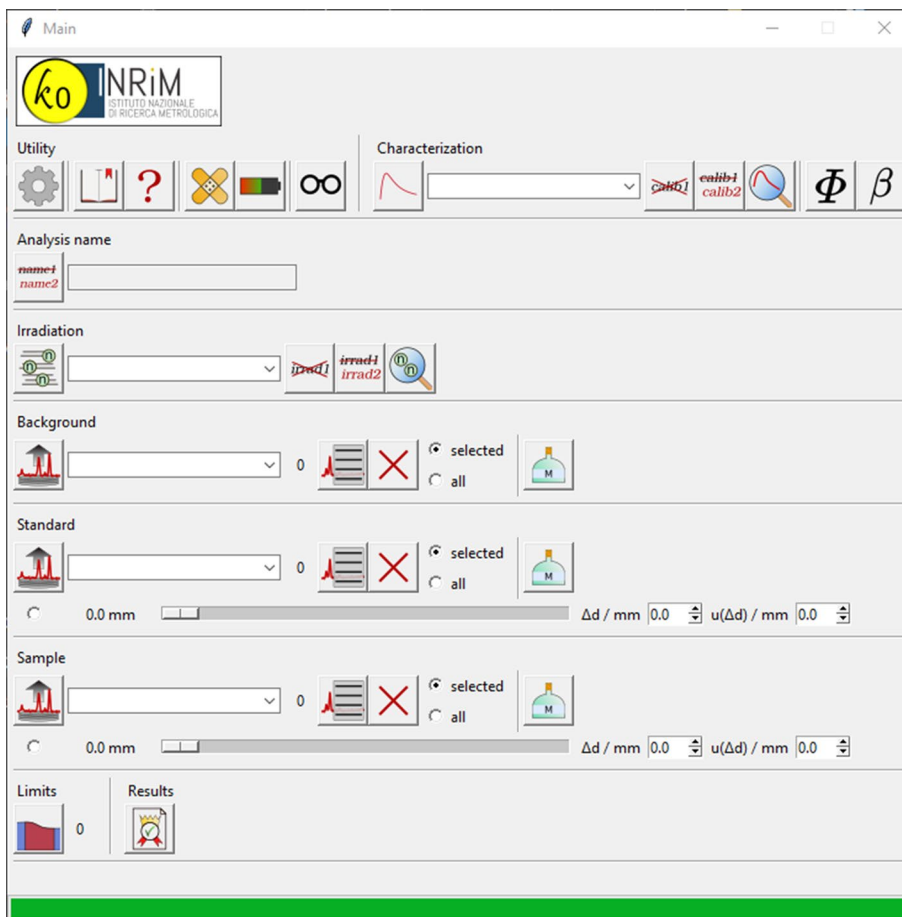 Main
k0 INRiM
ISTITUTO NAZIONALE
DI RICERCA METROLOGICA
Utility
Characterization
?
calib1
calib1
calib2
Φ
β
Analysis name
name1
name2
Irradiation
n
n
n
irrad1
irrad1
irrad2
n
n
Background
0
selected
all
M
Standard
0
selected
all
M
0.0 mm
Δd / mm 0.0 u(Δd) / mm 0.0
Sample
0
selected
all
M
0.0 mm
Δd / mm 0.0 u(Δd) / mm 0.0
Limits
Results
0